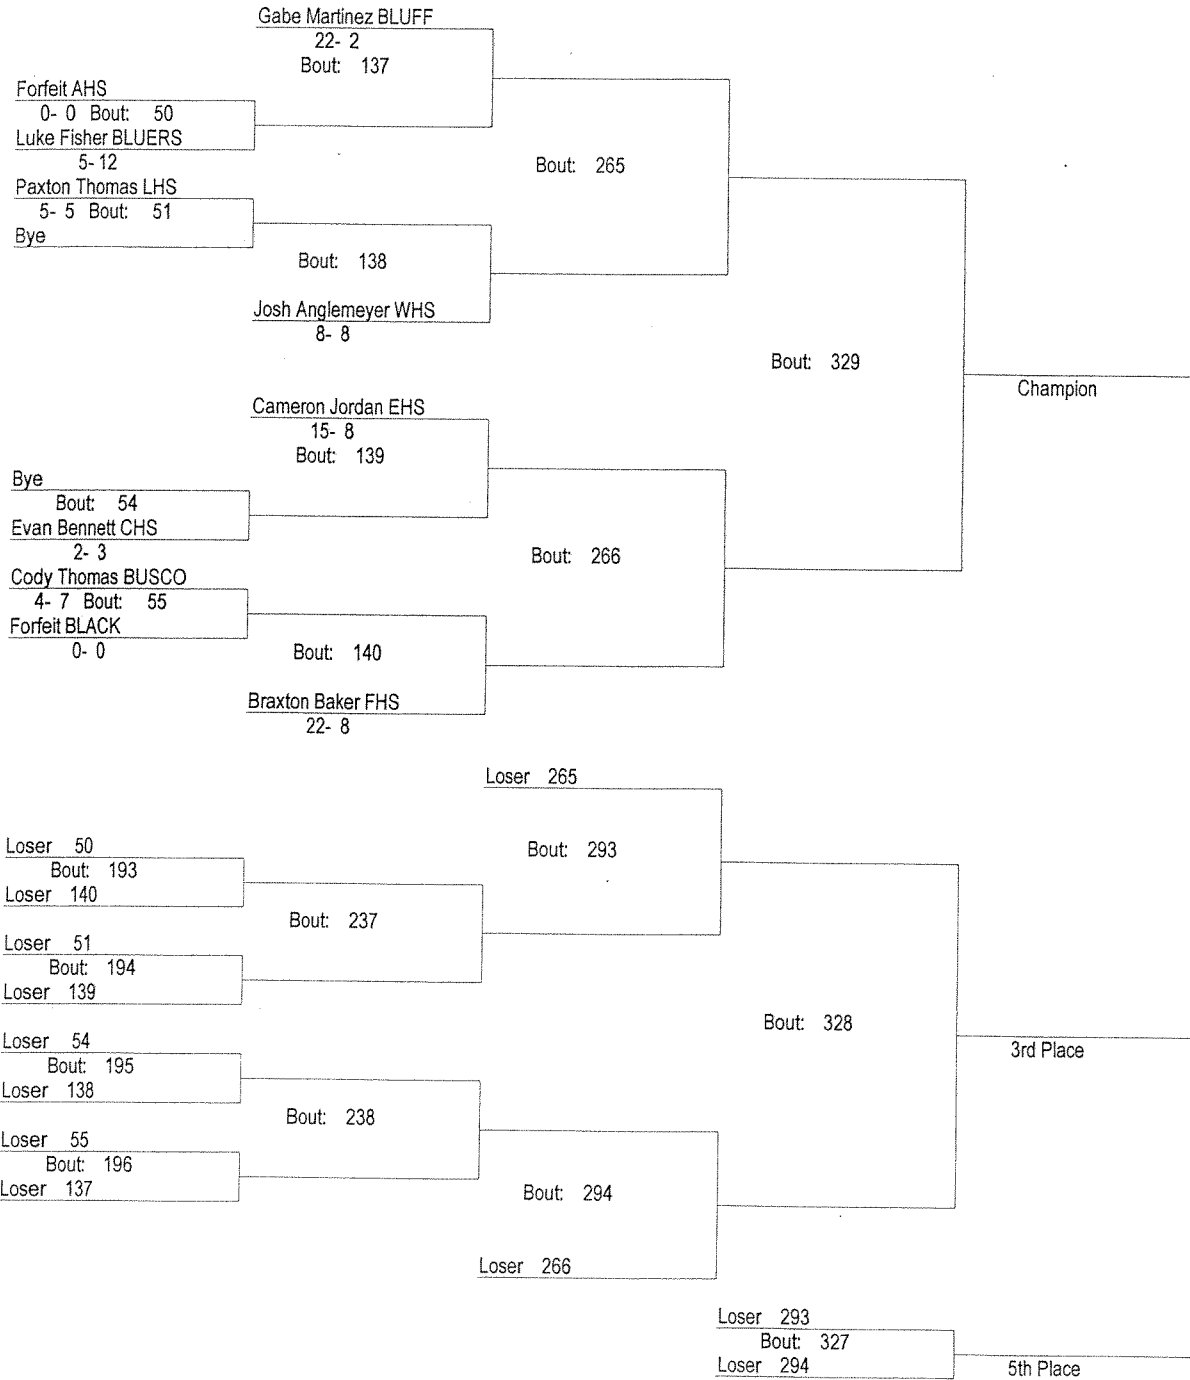 Gabe Martinez BLUFF
22- 2
Bout: 137
Forfeit AHS
0- 0 Bout: 50
Luke Fisher BLUERS
5- 12
Paxton Thomas LHS
5- 5 Bout: 51
Bye
Bout: 265
Bout: 138
Josh Anglemeyer WHS
8- 8
Bout: 329
Champion
Cameron Jordan EHS
15- 8
Bout: 139
Bye
Bout: 54
Evan Bennett CHS
2- 3
Cody Thomas BUSCO
4- 7 Bout: 55
Forfeit BLACK
0- 0
Bout: 266
Bout: 140
Braxton Baker FHS
22- 8
Loser 265
Bout: 293
Loser 50
Bout: 193
Loser 140
Bout: 237
Loser 51
Bout: 194
Loser 139
Bout: 328
3rd Place
Loser 54
Bout: 195
Loser 138
Bout: 238
Loser 55
Bout: 196
Loser 137
Bout: 294
Loser 266
Loser 293
Bout: 327
Loser 294
5th Place